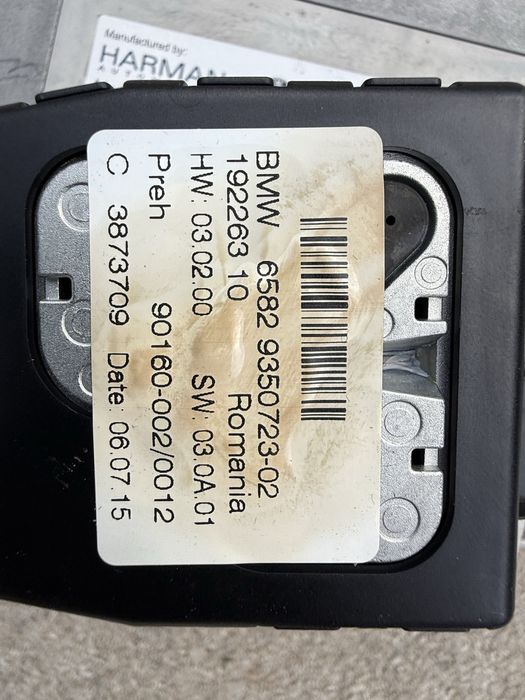 Manufactured by:
HARMAN
BMW 6582 9350723-02
192263 10 Romania
HW: 03.02.00 SW: 03.0A.01
Preh 90160-002/0012
C 3873709 Date: 06.07.15